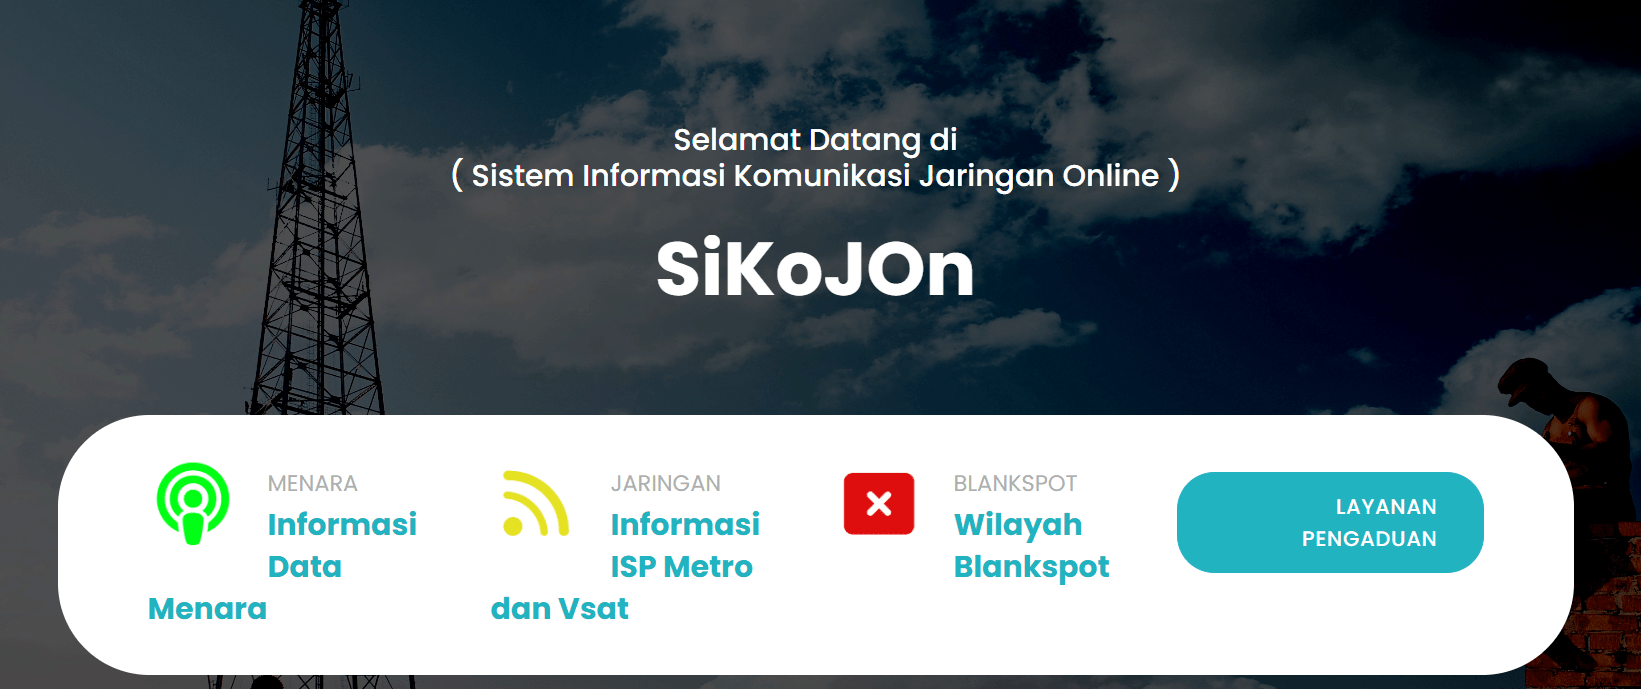 Selamat Datang di
( Sistem Informasi Komunikasi Jaringan Online )
SiKoJOn
MENARA
Informasi
Data
Menara
JARINGAN
Informasi
ISP Metro
dan Vsat
BLANKSPOT
Wilayah
Blankspot
LAYANAN
PENGADUAN